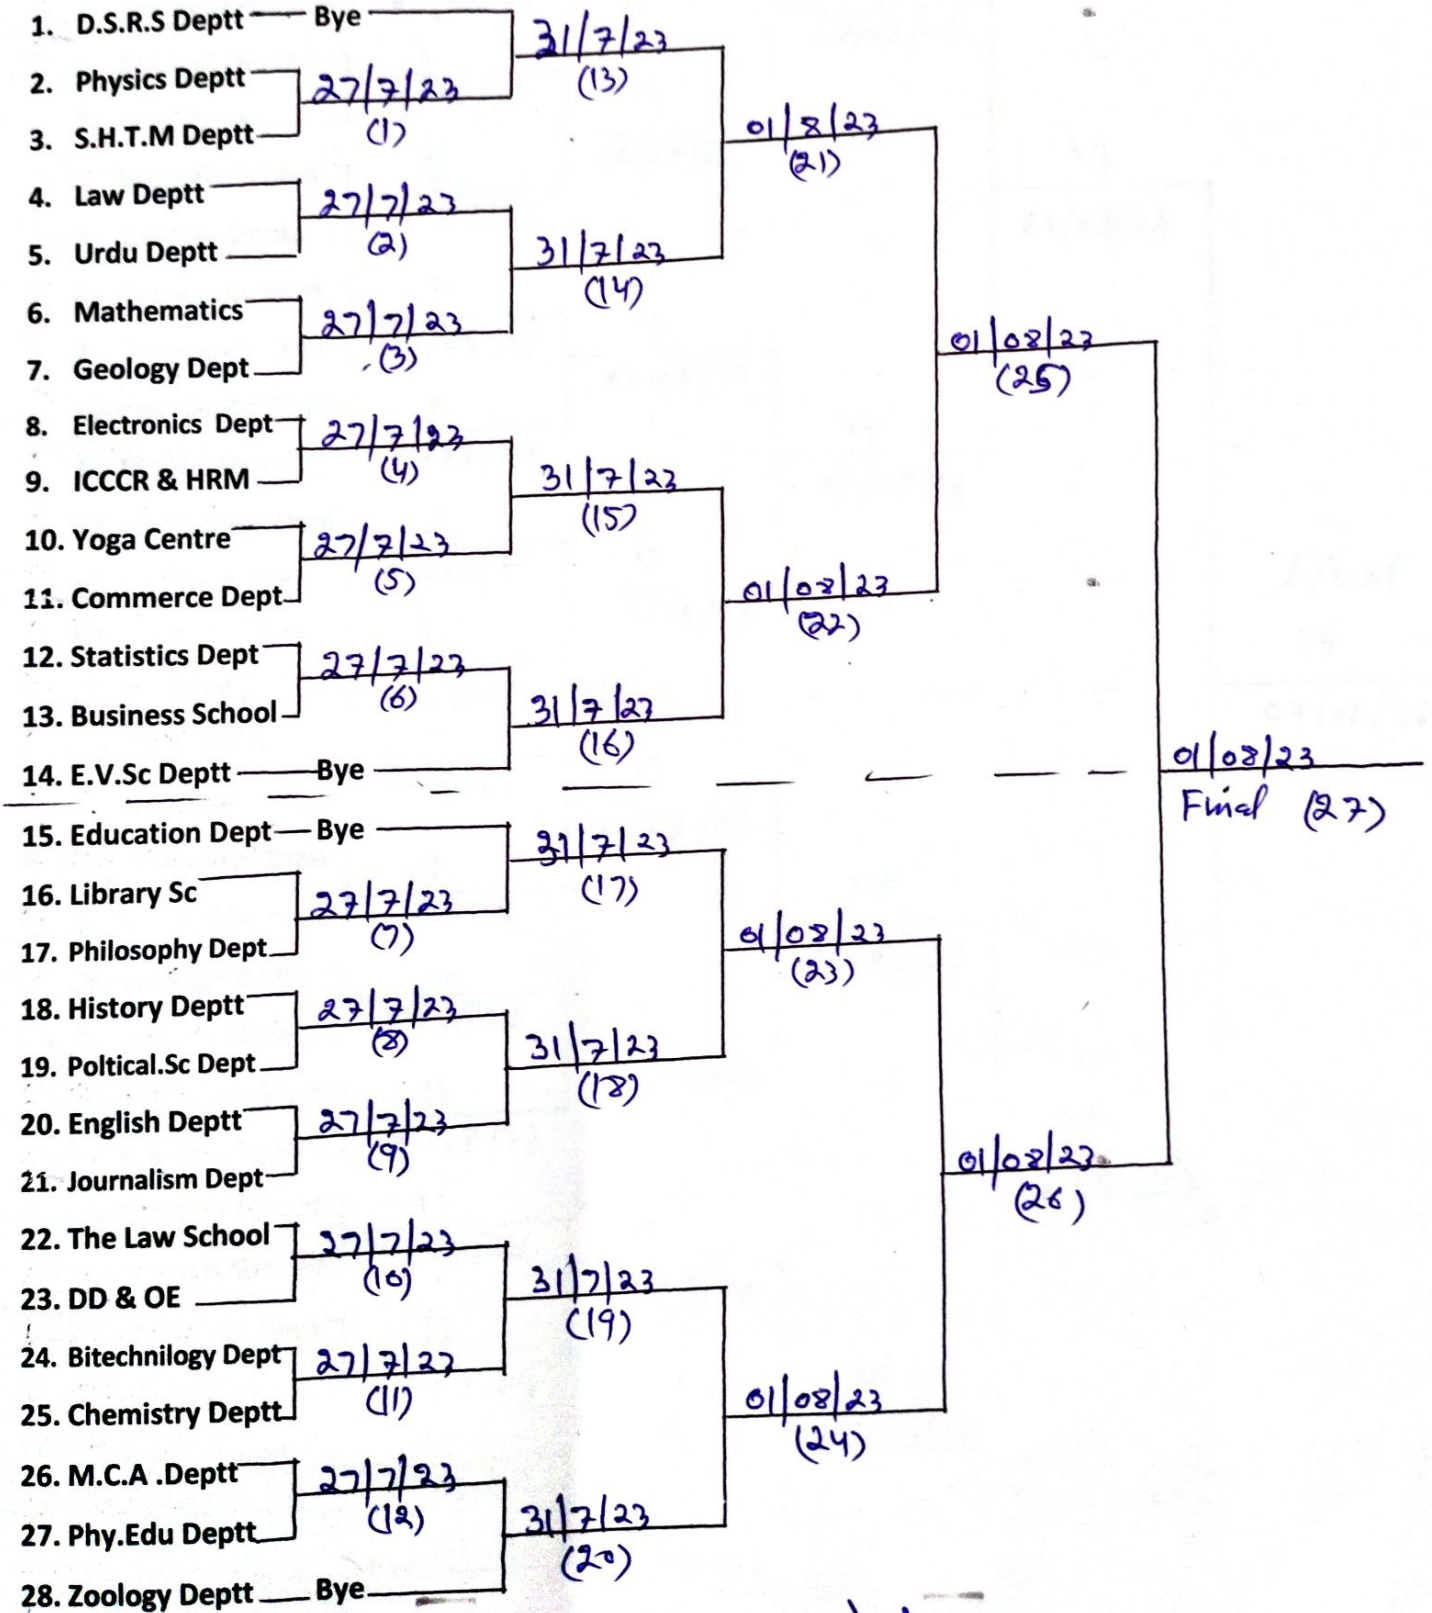 1. D.S.R.S Deptt Bye
31/7/23
2. Physics Deptt
27/7/23
(13)
3. S.H.T.M Deptt
(1)
01/8/23
(21)
4. Law Deptt
27/7/23
5. Urdu Deptt
(2)
31/7/23
(14)
6. Mathematics
27/7/23
01/08/23
7. Geology Dept
(3)
(25)
8. Electronics Dept
27/7/23
9. ICCCR & HRM
(4)
31/7/23
(15)
10. Yoga Centre
27/7/23
11. Commerce Dept
(5)
01/08/23
(22)
12. Statistics Dept
27/7/23
13. Business School
(6)
31/7/23
(16)
14. E.V.Sc Deptt Bye
01/08/23
Final (27)
15. Education Dept Bye
31/7/23
16. Library Sc
27/7/23
(17)
17. Philosophy Dept
(7)
01/08/23
(23)
18. History Deptt
27/7/23
19. Poltical.Sc Dept
(8)
31/7/23
(18)
20. English Deptt
27/7/23
21. Journalism Dept
(9)
01/08/23
(26)
22. The Law School
27/7/23
23. DD & OE
(10)
31/7/23
(19)
24. Bitechnilogy Dept
27/7/23
25. Chemistry Deptt
(11)
01/08/23
(24)
26. M.C.A .Deptt
27/7/23
27. Phy.Edu Deptt
(12)
31/7/23
(20)
28. Zoology Deptt Bye